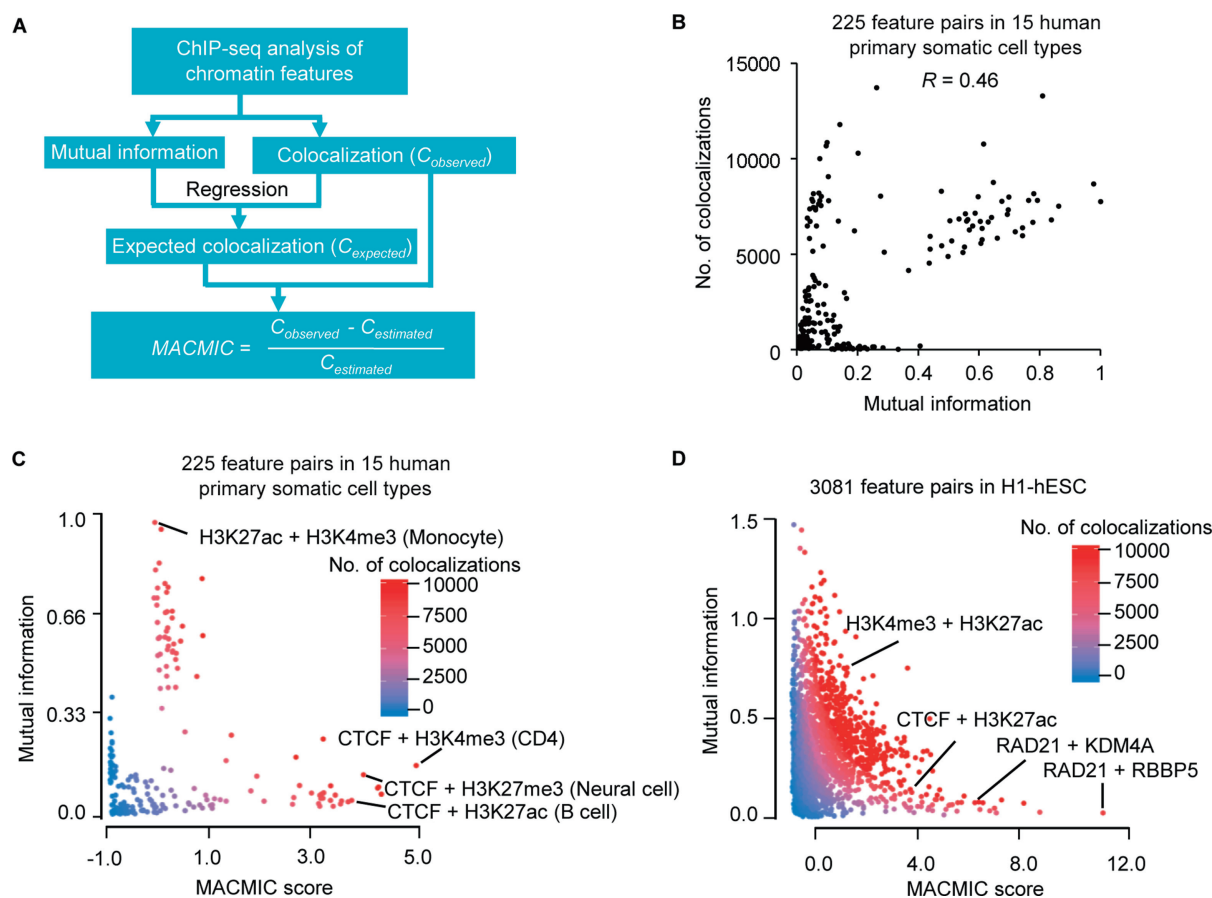 A
ChIP-seq analysis of
chromatin features
Mutual information
Colocalization (Cobserved)
Regression
Expected colocalization (Cexpected)
MACMIC = Cobserved - Cestimated
Cestimated
B
225 feature pairs in 15 human
primary somatic cell types
R = 0.46
No. of colocalizations
15000
10000
5000
0
0 0.2 0.4 0.6 0.8 1
Mutual information
C
225 feature pairs in 15 human
primary somatic cell types
Mutual information
1.0
0.66
0.33
0.0
H3K27ac + H3K4me3 (Monocyte)
No. of colocalizations
10000
7500
5000
2500
0
CTCF + H3K4me3 (CD4)
CTCF + H3K27me3 (Neural cell)
CTCF + H3K27ac (B cell)
-1.0 1.0 3.0 5.0
MACMIC score
D
3081 feature pairs in H1-hESC
Mutual information
1.5
1.0
0.5
0.0
No. of colocalizations
10000
7500
5000
2500
0
H3K4me3 + H3K27ac
CTCF + H3K27ac
RAD21 + KDM4A
RAD21 + RBBP5
0.0 4.0 8.0 12.0
MACMIC score